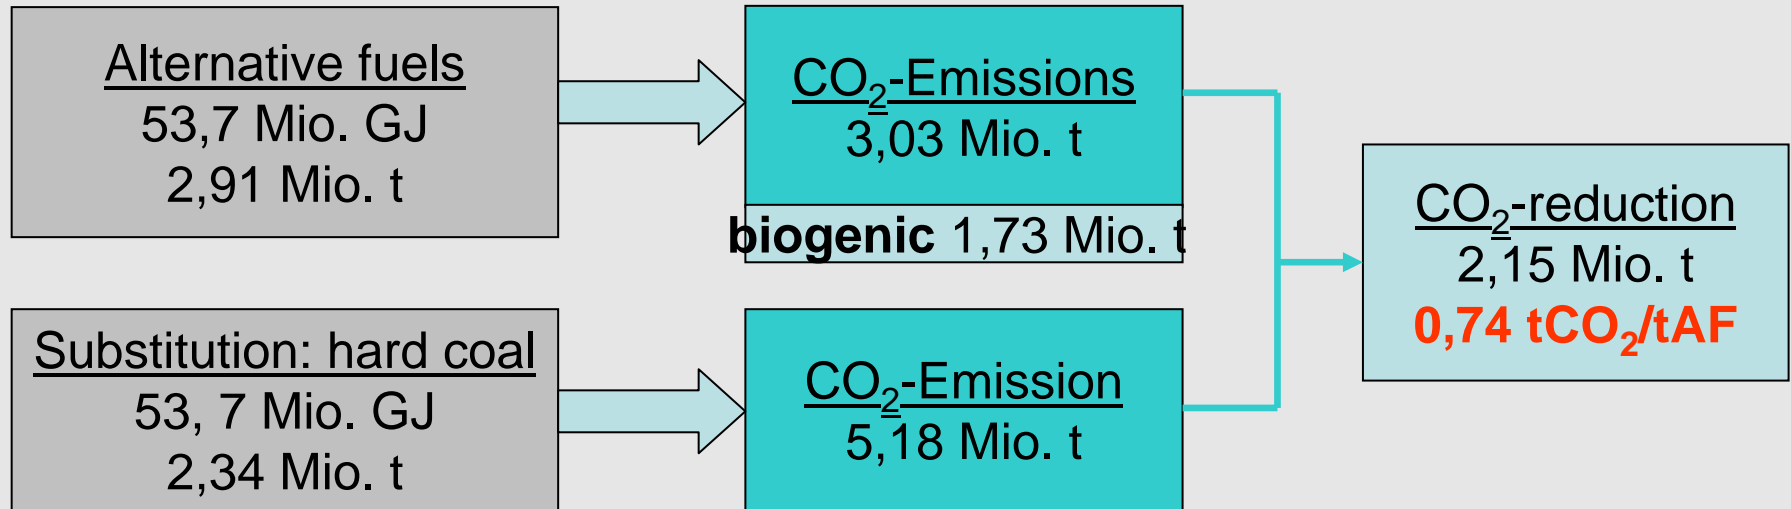 Alternative fuels
53,7 Mio. GJ
2,91 Mio. t
CO₂-Emissions
3,03 Mio. t
biogenic 1,73 Mio. t
Substitution: hard coal
53, 7 Mio. GJ
2,34 Mio. t
CO₂-Emission
5,18 Mio. t
CO₂-reduction
2,15 Mio. t
0,74 tCO₂/tAF